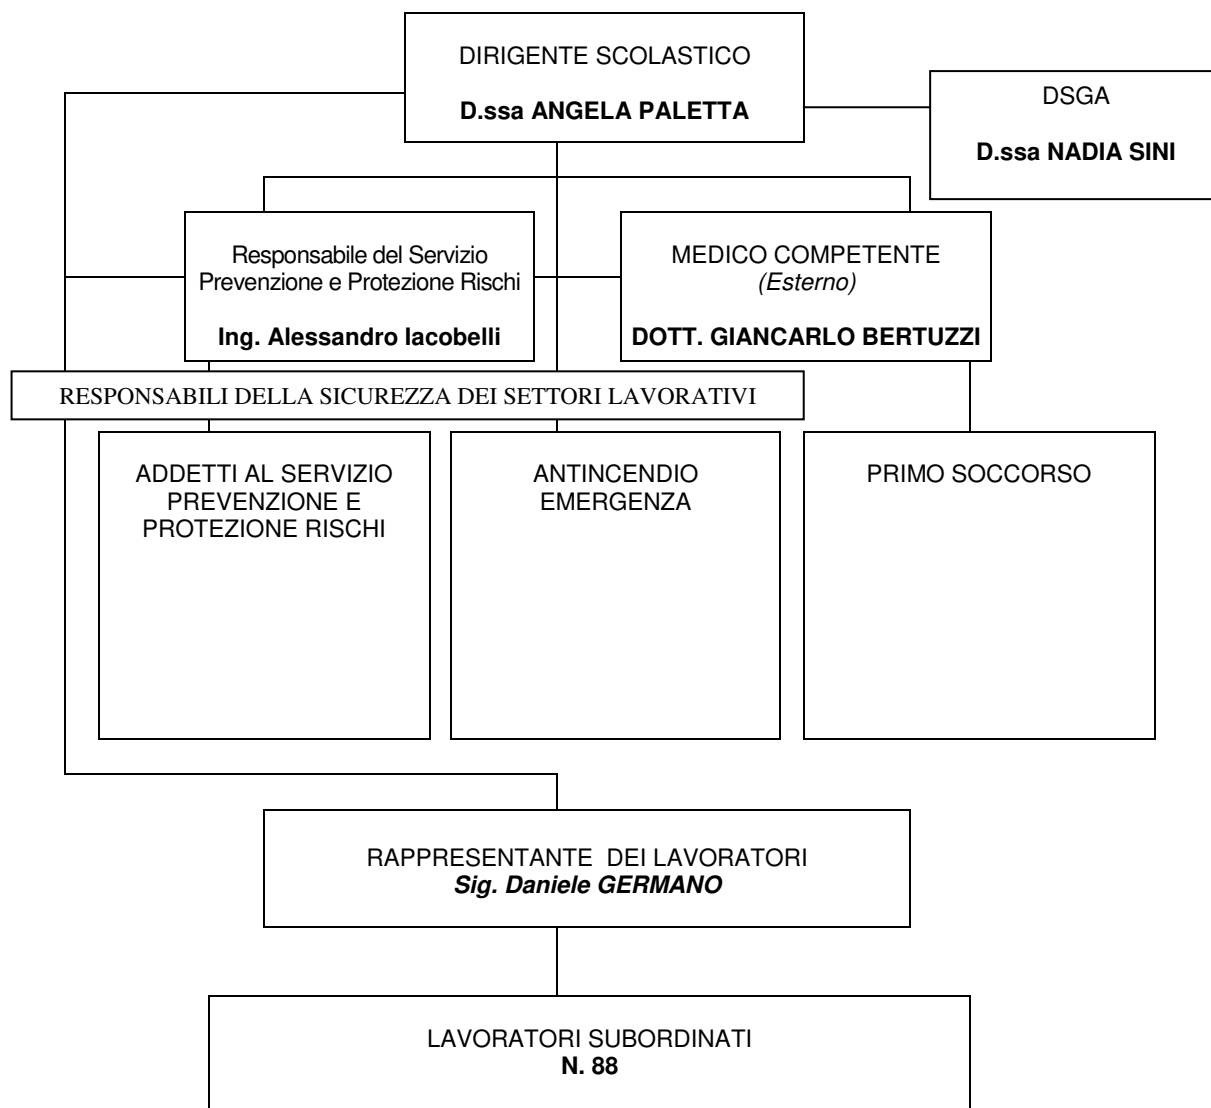 DIRIGENTE SCOLASTICO
D.ssa ANGELA PALETTA
DSGA
D.ssa NADIA SINI
Responsabile del Servizio
Prevenzione e Protezione Rischi
Ing. Alessandro Iacobelli
MEDICO COMPETENTE
(Esterno)
DOTT. GIANCARLO BERTUZZI
RESPONSABILI DELLA SICUREZZA DEI SETTORI LAVORATIVI
ADDETTI AL SERVIZIO
PREVENZIONE E
PROTEZIONE RISCHI
ANTINCENDIO
EMERGENZA
PRIMO SOCCORSO
RAPPRESENTANTE DEI LAVORATORI
Sig. Daniele GERMANO
LAVORATORI SUBORDINATI
N. 88